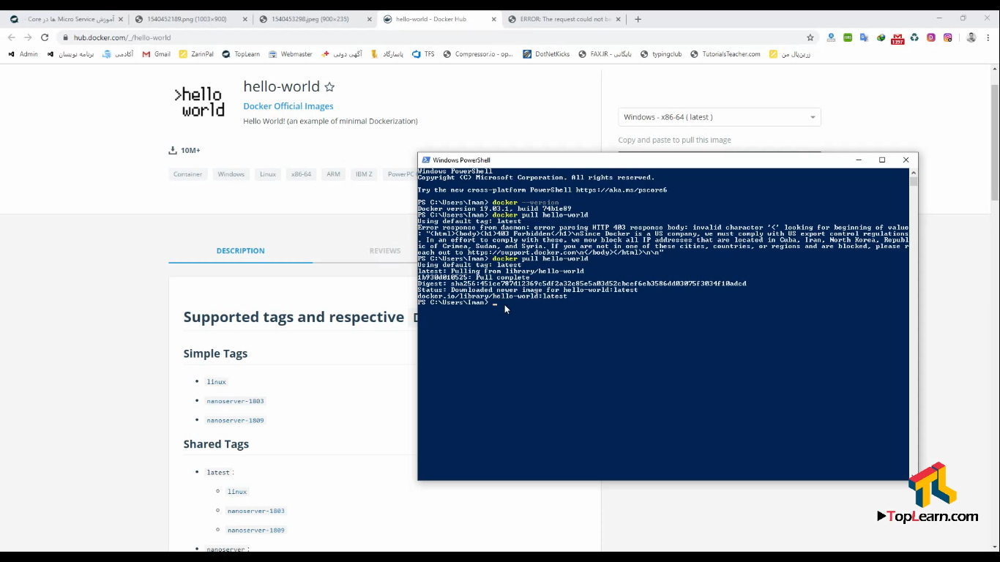 آموزش Micro Service ها در Core -
1540452189.png (1003×900)
1540453298.jpeg (900×235)
hello-world - Docker Hub
ERROR: The request could not be
hub.docker.com/_/hello-world
1397
Admin
برنامه نویسان
آکادمی
Gmail
ZarinPal
TopLearn
Webmaster
آگهی دونی
پاسارگاد
TFS
Compressor.io - op...
DotNetKicks
بایگانی - FAX.IR
typingclub
TutorialsTeacher.com
زرین‌پال من
>hello
world
hello-world
Docker Official Images
Hello World! (an example of minimal Dockerization)
10M+
Container
Windows
Linux
x86-64
ARM
IBM Z
PowerPC
Windows - x86-64 ( latest )
Copy and paste to pull this image
DESCRIPTION
REVIEWS
Supported tags and respective
Simple Tags
linux
nanoserver-1803
nanoserver-1809
Shared Tags
latest:
linux
nanoserver-1803
nanoserver-1809
nanoserver:
Windows PowerShell
Windows PowerShell
Copyright (C) Microsoft Corporation. All rights reserved.
Try the new cross-platform PowerShell https://aka.ms/pscore6
PS C:\Users\Iman> docker --version
Docker version 19.03.1, build 74b1e89
PS C:\Users\Iman> docker pull hello-world
Using default tag: latest
Error response from daemon: error parsing HTTP 403 response body: invalid character '<' looking for beginning of value
: "<html><body><h1>403 Forbidden</h1>\nSince Docker is a US company, we must comply with US export control regulations
. In an effort to comply with these, we now block all IP addresses that are located in Cuba, Iran, North Korea, Republ
ic of Crimea, Sudan, and Syria. If you are not in one of these cities, countries, or regions and are blocked, please r
each out to https://support.docker.com\n</body></html>\n\n"
PS C:\Users\Iman> docker pull hello-world
Using default tag: latest
latest: Pulling from library/hello-world
1b930d010525: Pull complete
Digest: sha256:451ce787d12369c5df2a32c85e5a03d52cbcef6eb3586dd03075f3034f10adcd
Status: Downloaded newer image for hello-world:latest
docker.io/library/hello-world:latest
PS C:\Users\Iman> _
TopLearn.com